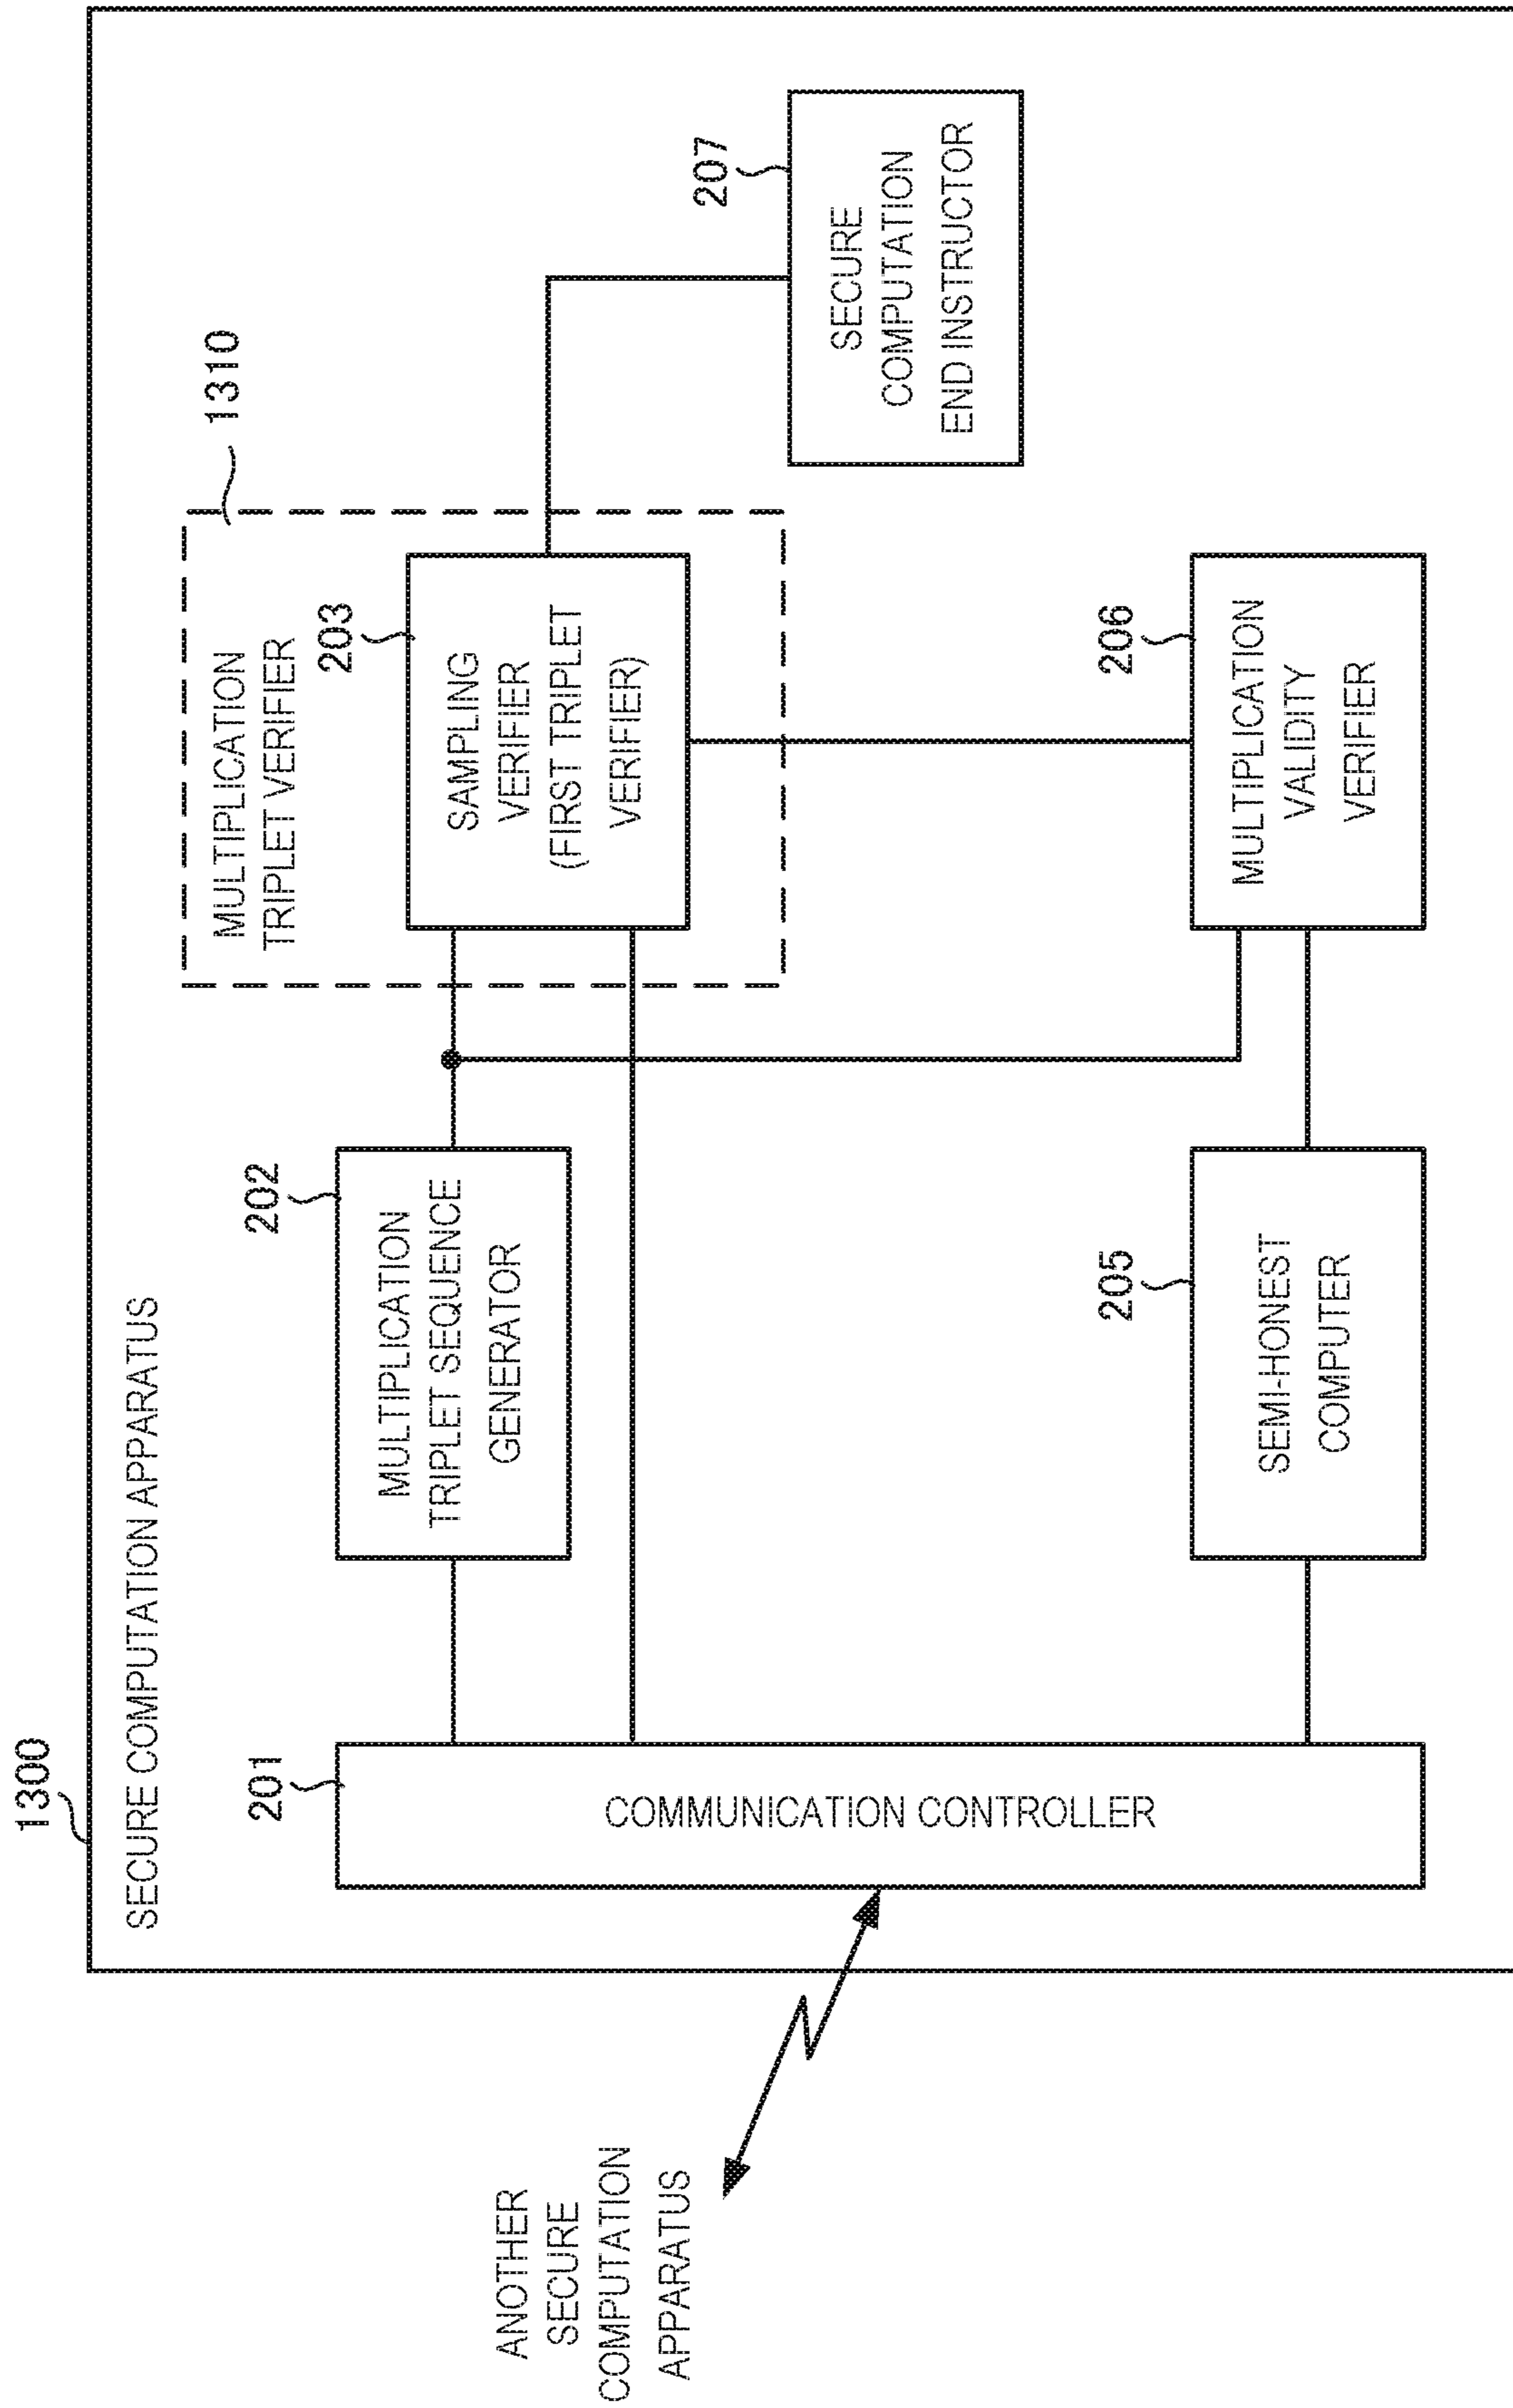 1300
SECURE COMPUTATION APPARATUS
1310
MULTIPLICATION
TRIPLET VERIFIER
202
MULTIPLICATION
TRIPLET SEQUENCE
GENERATOR
203
SAMPLING
VERIFIER
(FIRST TRIPLET
VERIFIER)
201
COMMUNICATION CONTROLLER
ANOTHER
SECURE
COMPUTATION
APPARATUS
207
SECURE
COMPUTATION
END INSTRUCTOR
205
SEMI-HONEST
COMPUTER
206
MULTIPLICATION
VALIDITY
VERIFIER